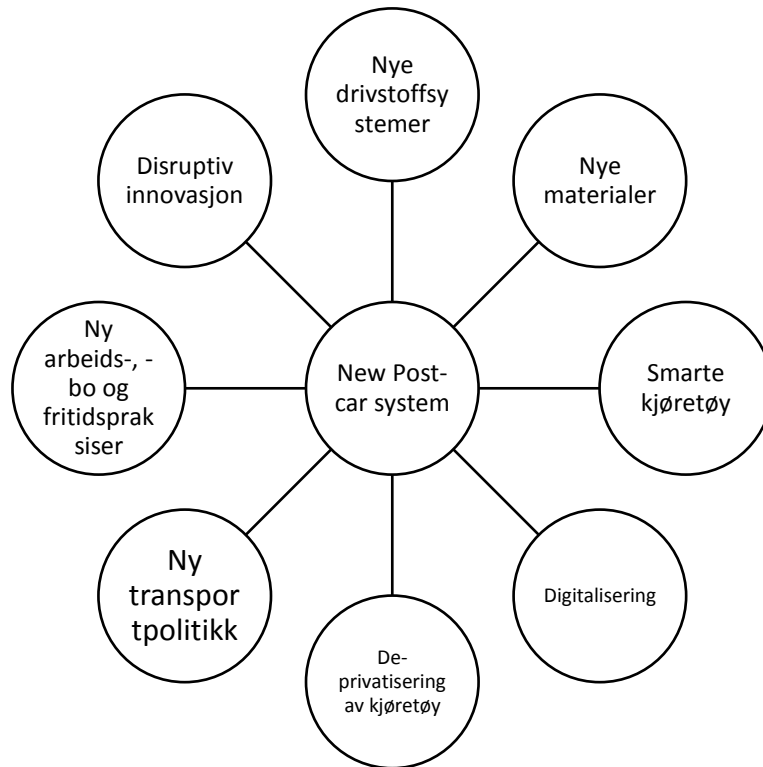 Nye
drivstoffsy
stemer
Disruptiv
innovasjon
Nye
materialer
Ny
arbeids-, -
bo og
fritidsprak
siser
New Post-
car system
Smarte
kjøretøy
Ny
transpor
tpolitikk
Digitalisering
De-
privatisering
av kjøretøy